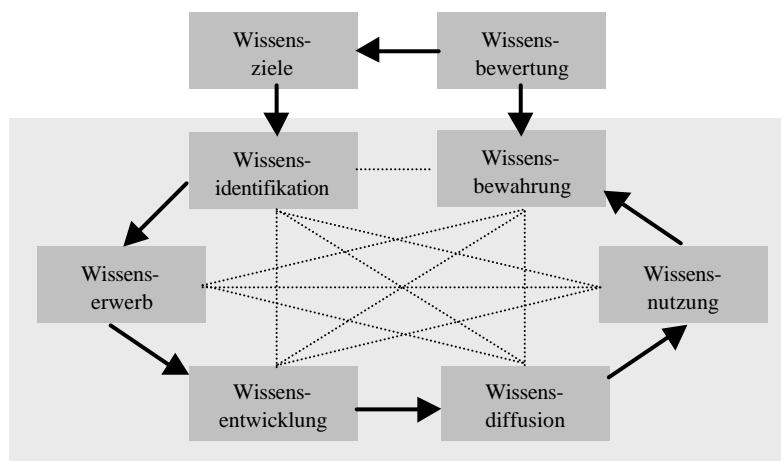 Wissens-
ziele
Wissens-
bewertung
Wissens-
identifikation
Wissens-
bewahrung
Wissens-
erwerb
Wissens-
nutzung
Wissens-
entwicklung
Wissens-
diffusion